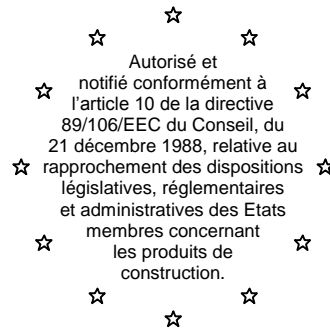 Autorisé et
notifié conformément à
l'article 10 de la directive
89/106/EEC du Conseil, du
21 décembre 1988, relative au
rapprochement des dispositions
législatives, réglementaires
et administratives des Etats
membres concernant
les produits de
construction.